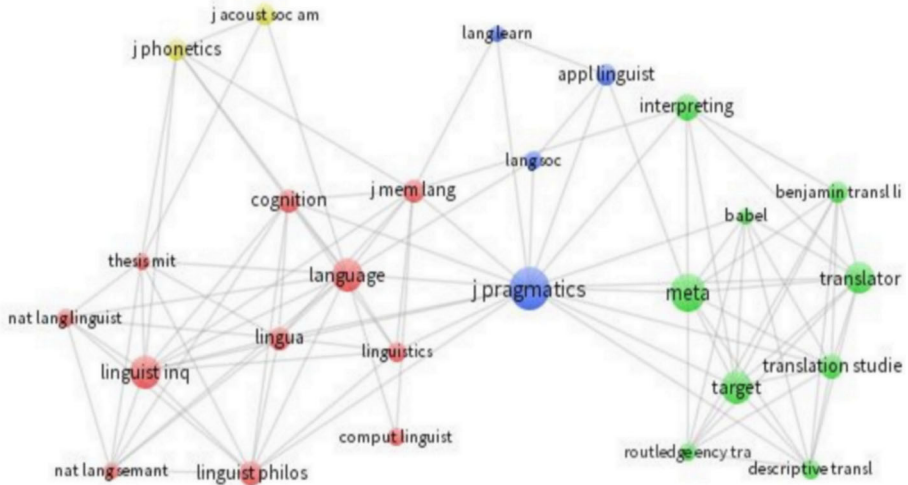 j acoust soc am
lang learn
j phonetics
appl linguist
interpreting
lang soc
cognition
j mem lang
benjamin transl li
babel
thesis mit
language
translator
j pragmatics
meta
nat lang linguist
lingua
linguistics
linguist inq
translation studie
target
comput linguist
routledge ency tra
nat lang semant
linguist philos
descriptive transl